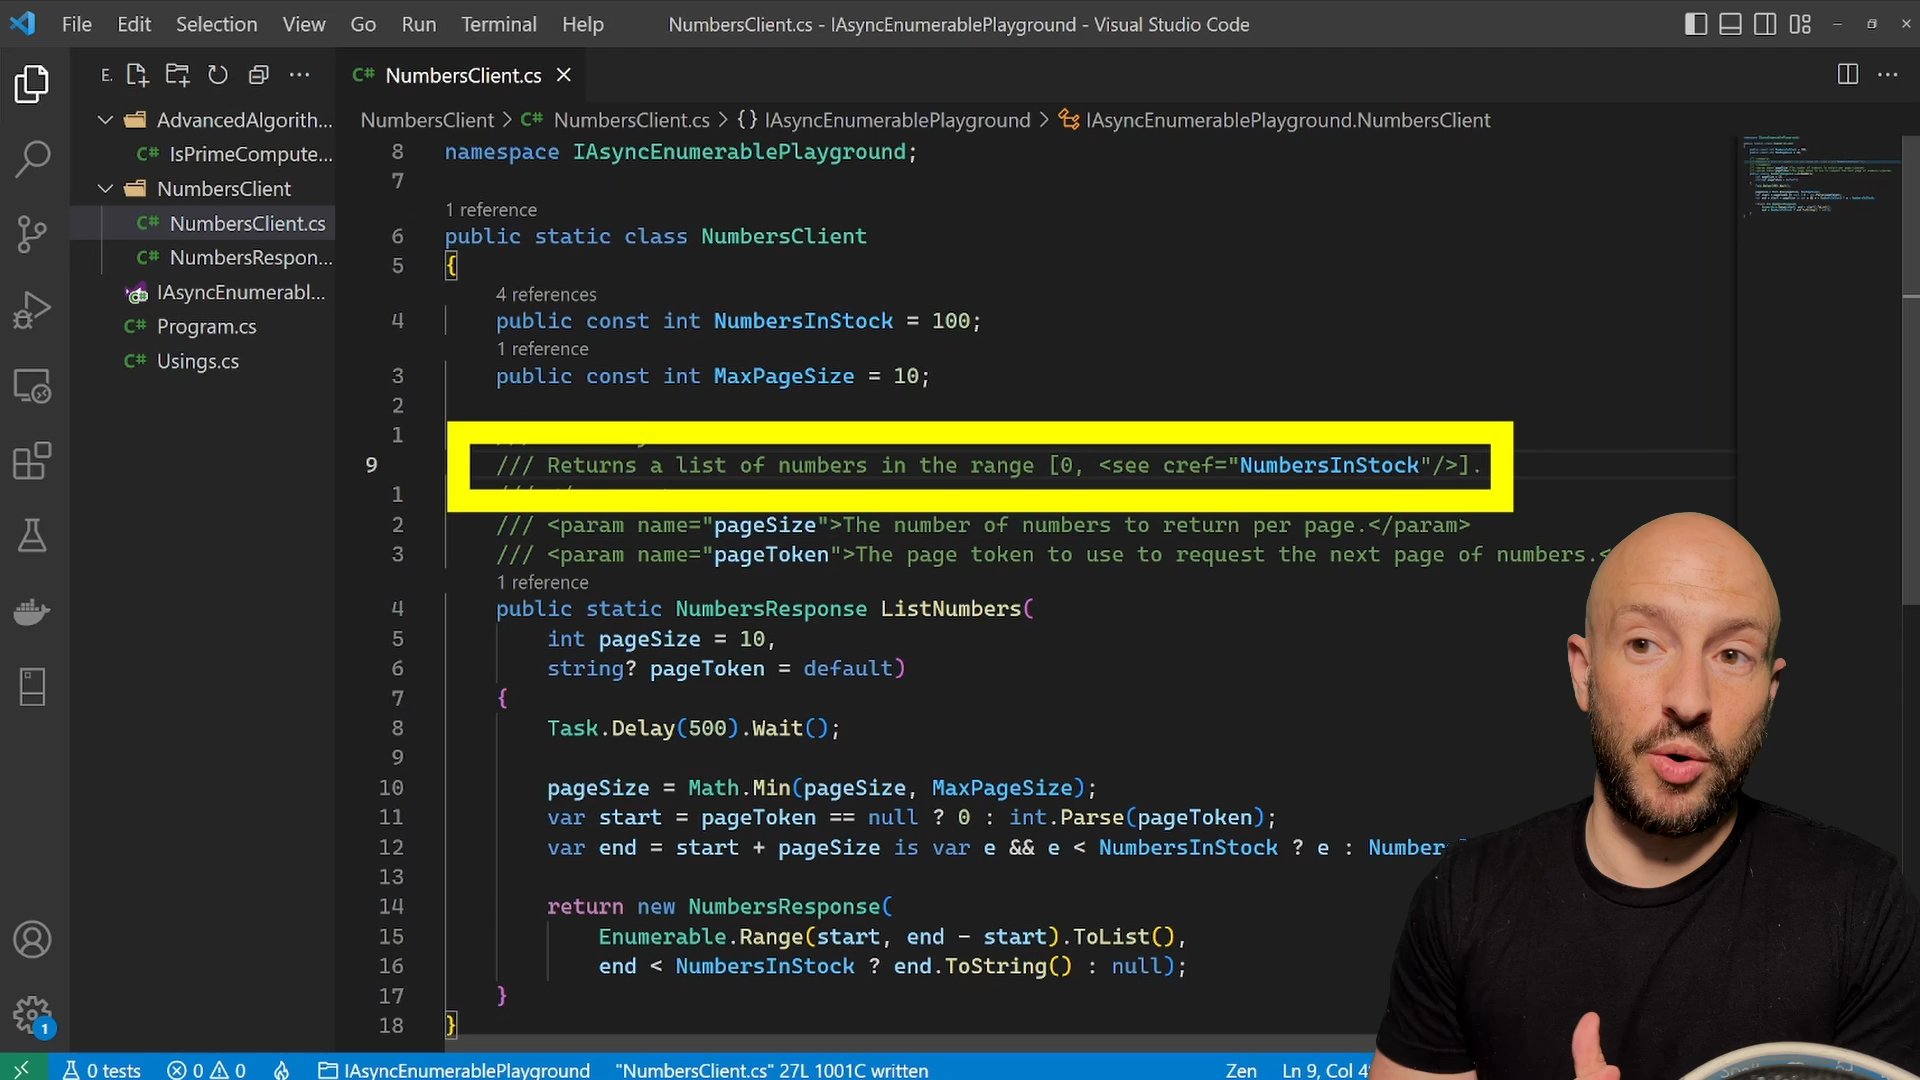 File Edit Selection View Go Run Terminal Help NumbersClient.cs - IAsyncEnumerablePlayground - Visual Studio Code
E.
C# NumbersClient.cs
AdvancedAlgorith...
C# IsPrimeCompute...
NumbersClient
C# NumbersClient.cs
C# NumbersRespon...
IAsyncEnumerabl...
C# Program.cs
C# Usings.cs
NumbersClient > C# NumbersClient.cs > {} IAsyncEnumerablePlayground > IAsyncEnumerablePlayground.NumbersClient
8 namespace IAsyncEnumerablePlayground;
7
1 reference
6 public static class NumbersClient
5 {
4 references
4 public const int NumbersInStock = 100;
1 reference
3 public const int MaxPageSize = 10;
2
1
9 /// Returns a list of numbers in the range [0, <see cref="NumbersInStock"/>].
1
2 /// <param name="pageSize">The number of numbers to return per page.</param>
3 /// <param name="pageToken">The page token to use to request the next page of numbers.<
1 reference
4 public static NumbersResponse ListNumbers(
5 int pageSize = 10,
6 string? pageToken = default)
7 {
8 Task.Delay(500).Wait();
9
10 pageSize = Math.Min(pageSize, MaxPageSize);
11 var start = pageToken == null ? 0 : int.Parse(pageToken);
12 var end = start + pageSize is var e && e < NumbersInStock ? e : Number
13
14 return new NumbersResponse(
15 Enumerable.Range(start, end - start).ToList(),
16 end < NumbersInStock ? end.ToString() : null);
17 }
18 }
1
0 tests 0 0 IAsyncEnumerablePlayground "NumbersClient.cs" 27L 1001C written Zen Ln 9, Col 4